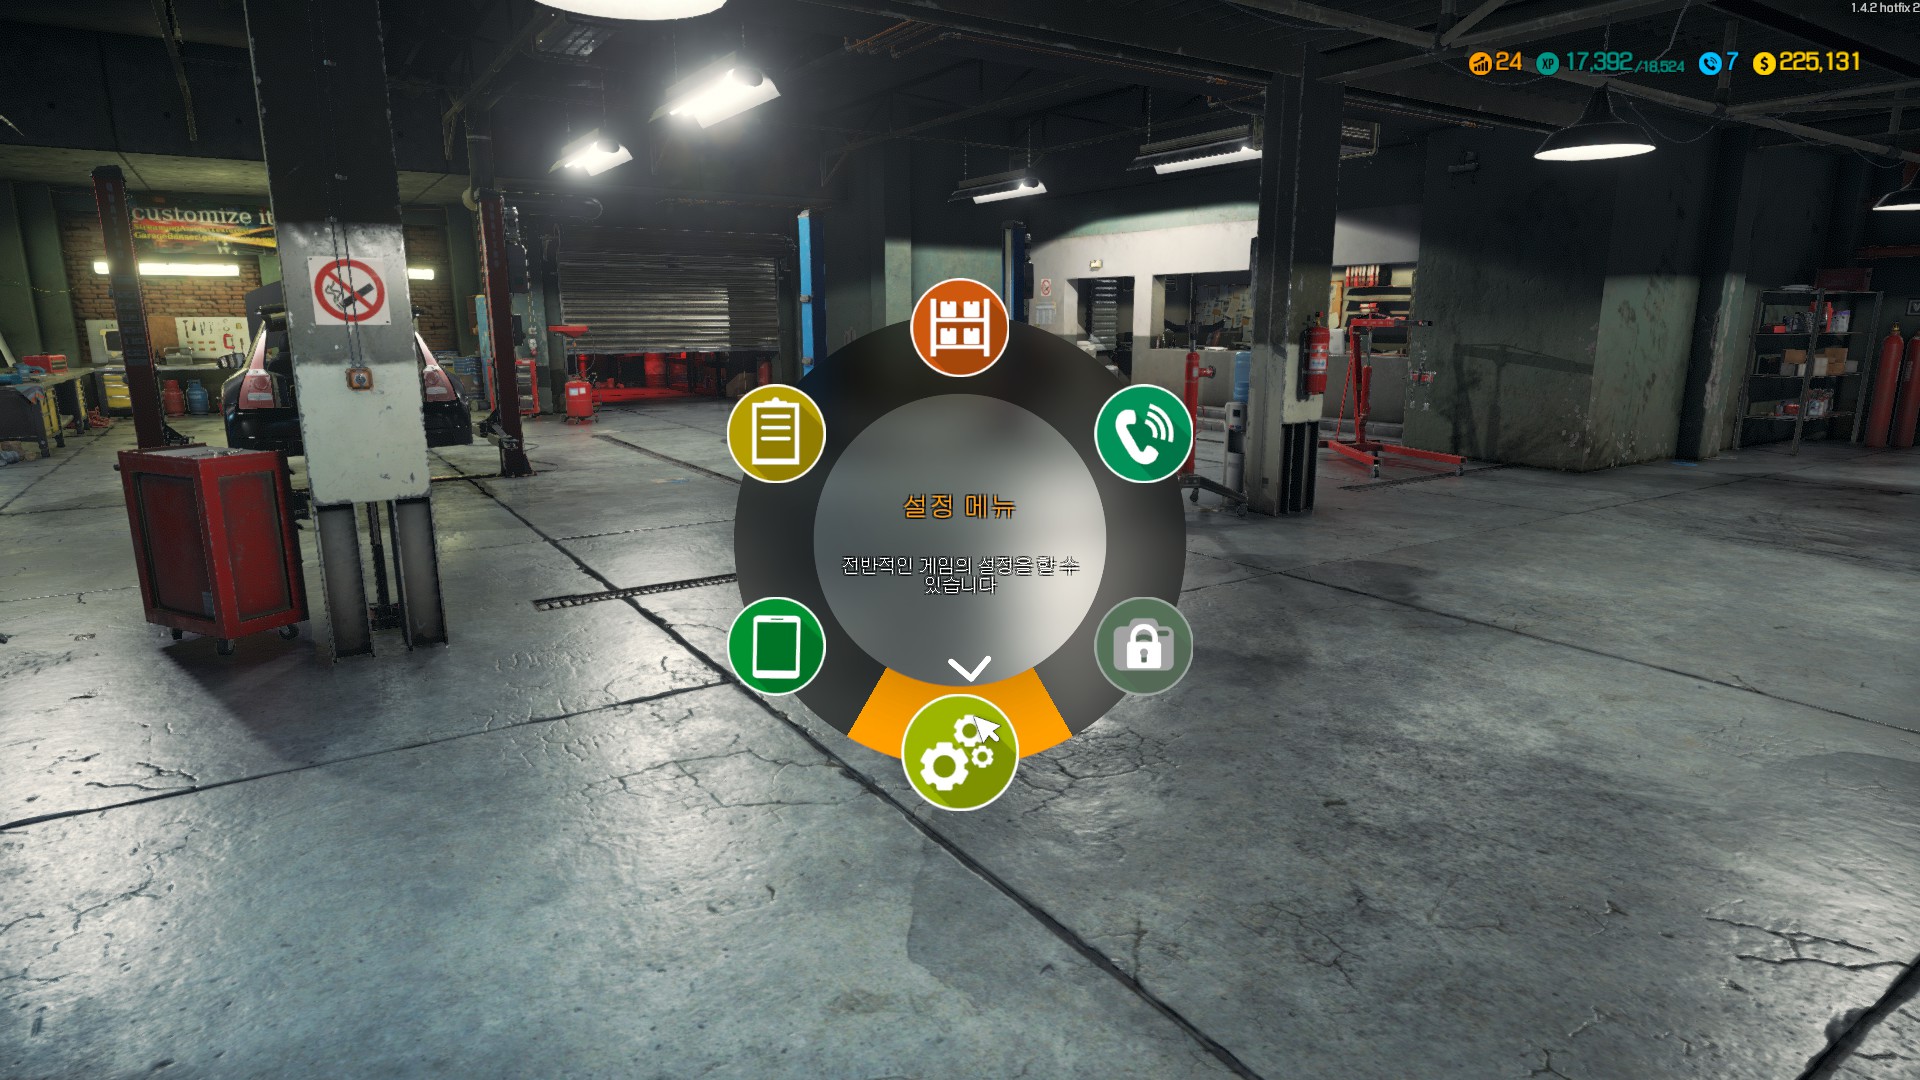 1.4.2 hotfix 2
24 XP 17,392/18,524 7 $ 225,131
customize it
설정 메뉴
전반적인 게임의 설정을 할 수
있습니다